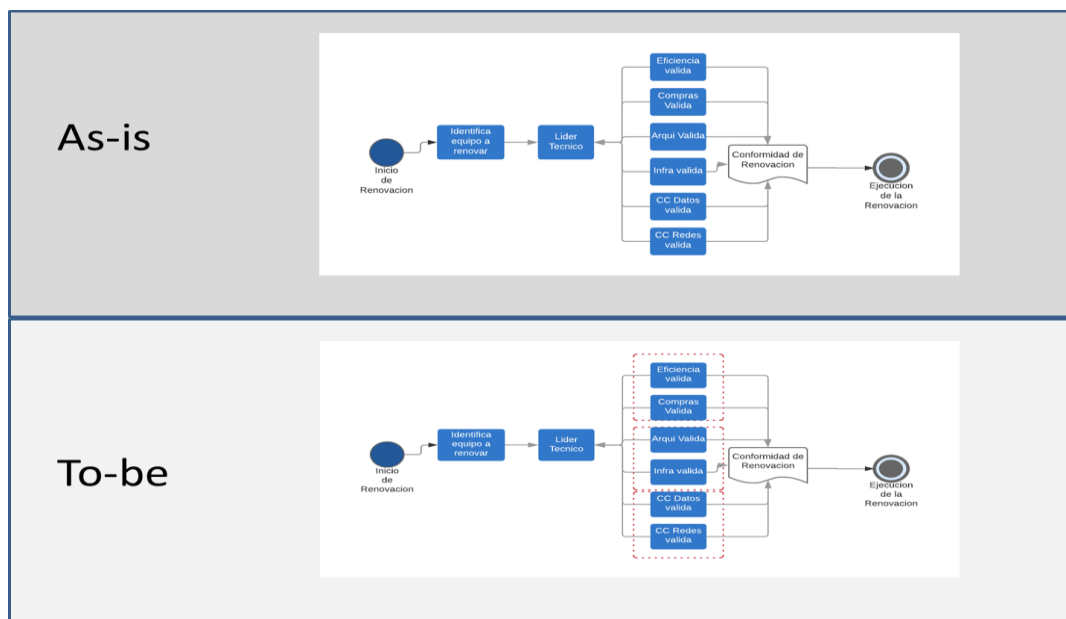 As-is
Inicio
de
Renovacion
Identifica
equipo a
renovar
Lider
Tecnico
Eficiencia
valida
Compras
Valida
Arqui Valida
Infra valida
CC Datos
valida
CC Redes
valida
Conformidad de
Renovacion
Ejecucion
de la
Renovacion
To-be
Inicio
de
Renovacion
Identifica
equipo a
renovar
Lider
Tecnico
Eficiencia
valida
Compras
Valida
Arqui Valida
Infra valida
CC Datos
valida
CC Redes
valida
Conformidad de
Renovacion
Ejecucion
de la
Renovacion